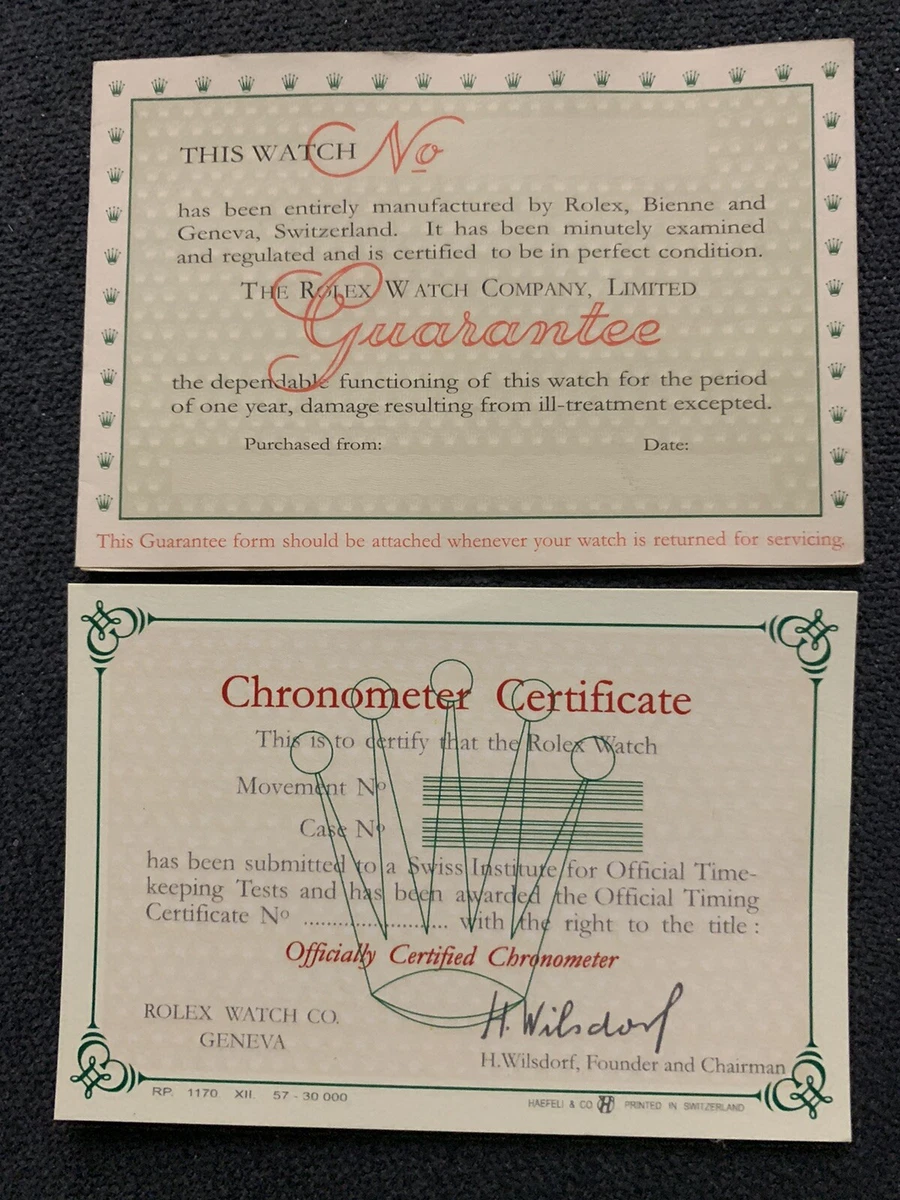 THIS WATCH No
has been entirely manufactured by Rolex, Bienne and
Geneva, Switzerland. It has been minutely examined
and regulated and is certified to be in perfect condition.
THE ROLEX WATCH COMPANY, LIMITED
Guarantee
the dependable functioning of this watch for the period
of one year, damage resulting from ill-treatment excepted.
Purchased from: Date:
This Guarantee form should be attached whenever your watch is returned for servicing.
Chronometer Certificate
This is to certify that the Rolex Watch
Movement No
Case No
has been submitted to a Swiss Institute for Official Time-
keeping Tests and has been awarded the Official Timing
Certificate No ........................ with the right to the title :
Officially Certified Chronometer
H. Wilsdorf
ROLEX WATCH CO.
GENEVA
H.Wilsdorf, Founder and Chairman
RP. 1170. XII. 57 - 30 000
HAEFELI & CO H PRINTED IN SWITZERLAND